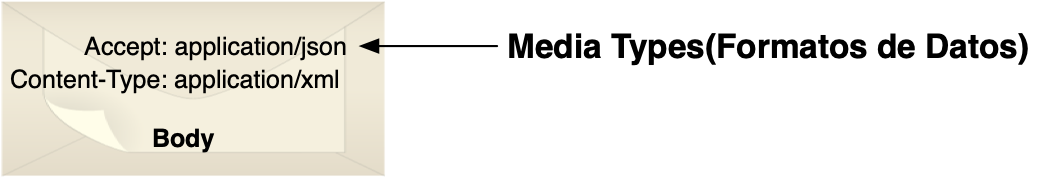 Accept: application/json
Media Types(Formatos de Datos)
Content-Type: application/xml
Body